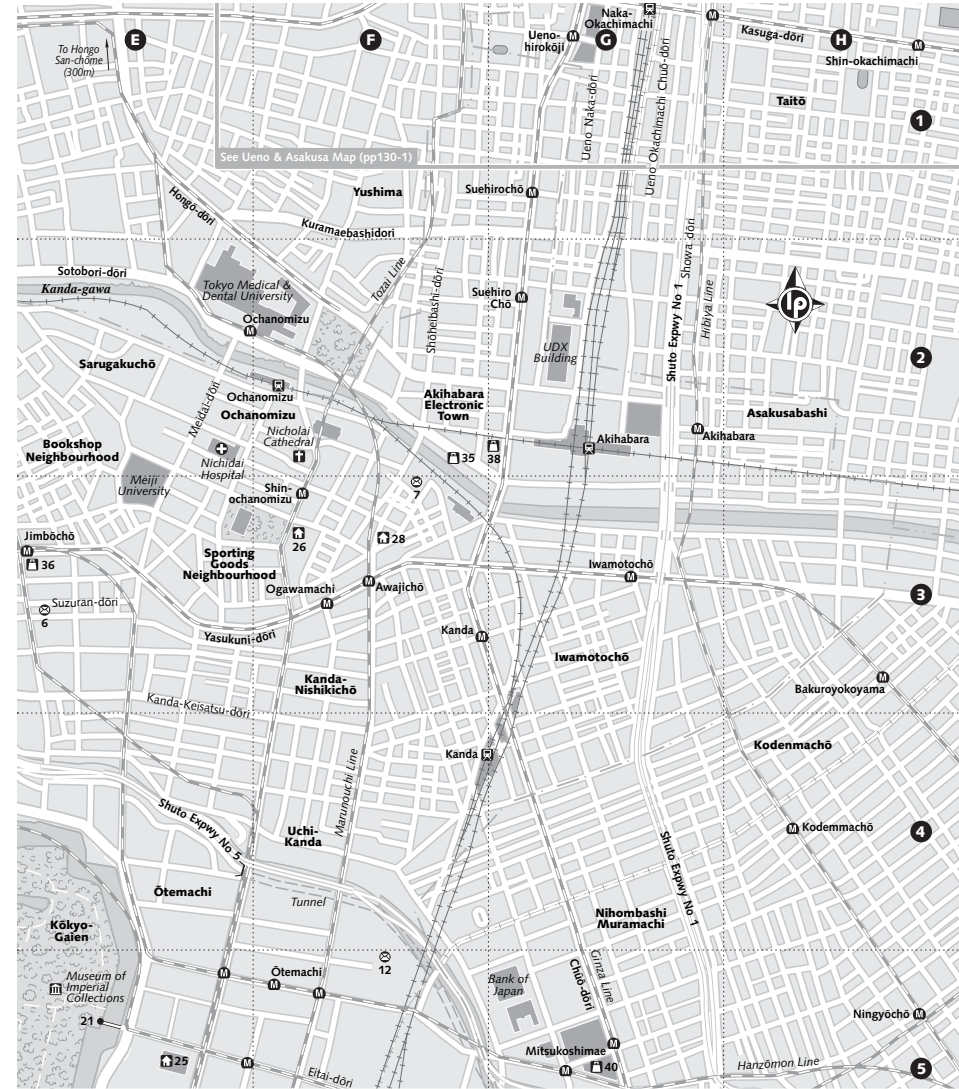 E
F
G
H
To Hongo
San-chōme
(300m)
Naka-
Okachimachi
Ueno-
hirokōji
Kasuga-dōri
Shin-okachimachi
Ueno Naka-dōri
Ueno Okachimachi Chūō-dōri
Taitō
1
See Ueno & Asakusa Map (pp130-1)
Yushima
Suehirochō
Hongō-dōri
Kuramaebashidori
Sotobori-dōri
Kanda-gawa
Tokyo Medical &
Dental University
Tozai Line
Shōheibashi-dōri
Suehiro
Chō
Shuto Expwy No 1
Showa-dōri
Hibiya Line
lp
Ochanomizu
UDX
Building
2
Sarugakuchō
Ochanomizu
Meidai-dōri
Ochanomizu
Akihabara
Electronic
Town
Asakusabashi
Nicholai
Cathedral
Akihabara
Akihabara
Bookshop
Neighbourhood
Nichidai
Hospital
35
38
Meiji
University
7
Shin-
ochanomizu
Jimbōchō
26
28
36
Sporting
Goods
Neighbourhood
Iwamotochō
Ogawamachi
Awajichō
3
Suzuran-dōri
6
Yasukuni-dōri
Kanda
Iwamotochō
Kanda-
Nishikichō
Bakuroyokoyama
Kanda-Keisatsu-dōri
Kanda
Kodenmachō
Marunouchi Line
Shuto Expwy No 5
Uchi-
Kanda
Shuto Expwy No 1
Kodemmachō
4
Ōtemachi
Tunnel
Nihombashi
Muramachi
Kōkyo-
Gaien
12
Museum of
Imperial
Collections
Ōtemachi
Bank of
Japan
Chūō-dōri
Ginza Line
21
Ningyōchō
Mitsukoshimae
25
40
Eitai-dōri
Hanzōmon Line
5